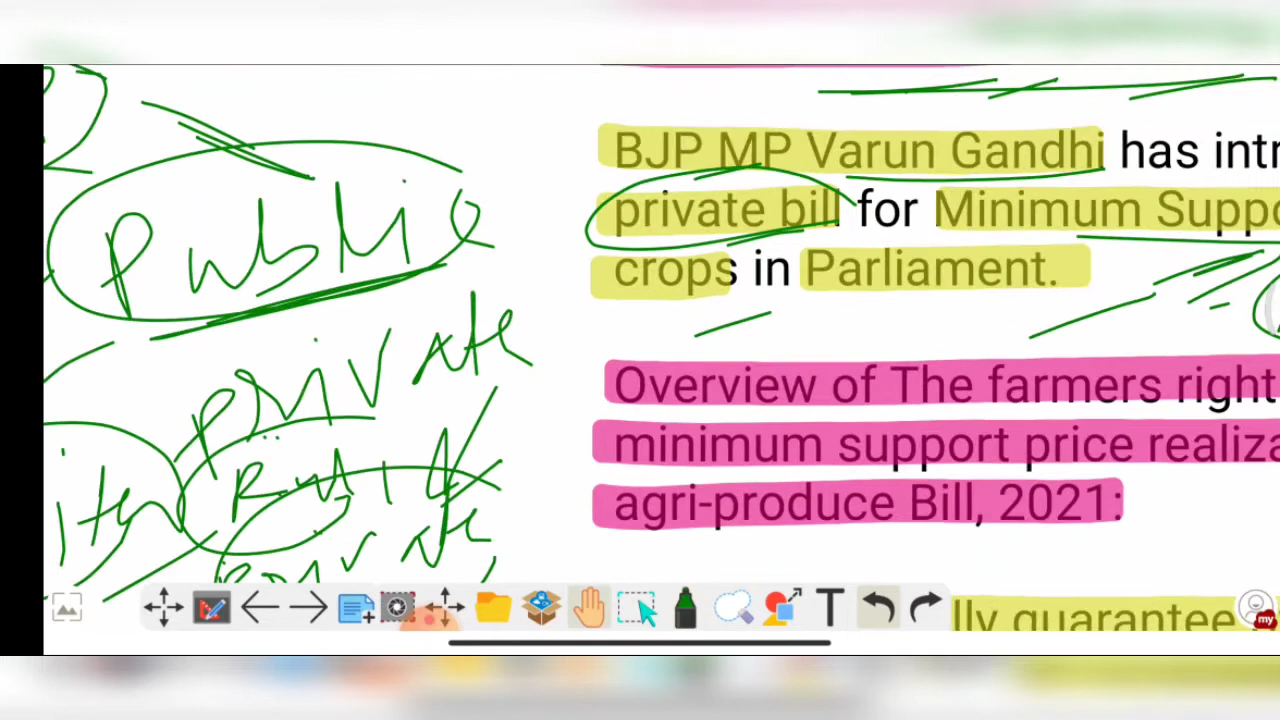 Public
private
BJP MP Varun Gandhi has intr
private bill for Minimum Suppo
crops in Parliament.
Overview of The farmers right
minimum support price realiza
agri-produce Bill, 2021:
lly guarantee
T
my